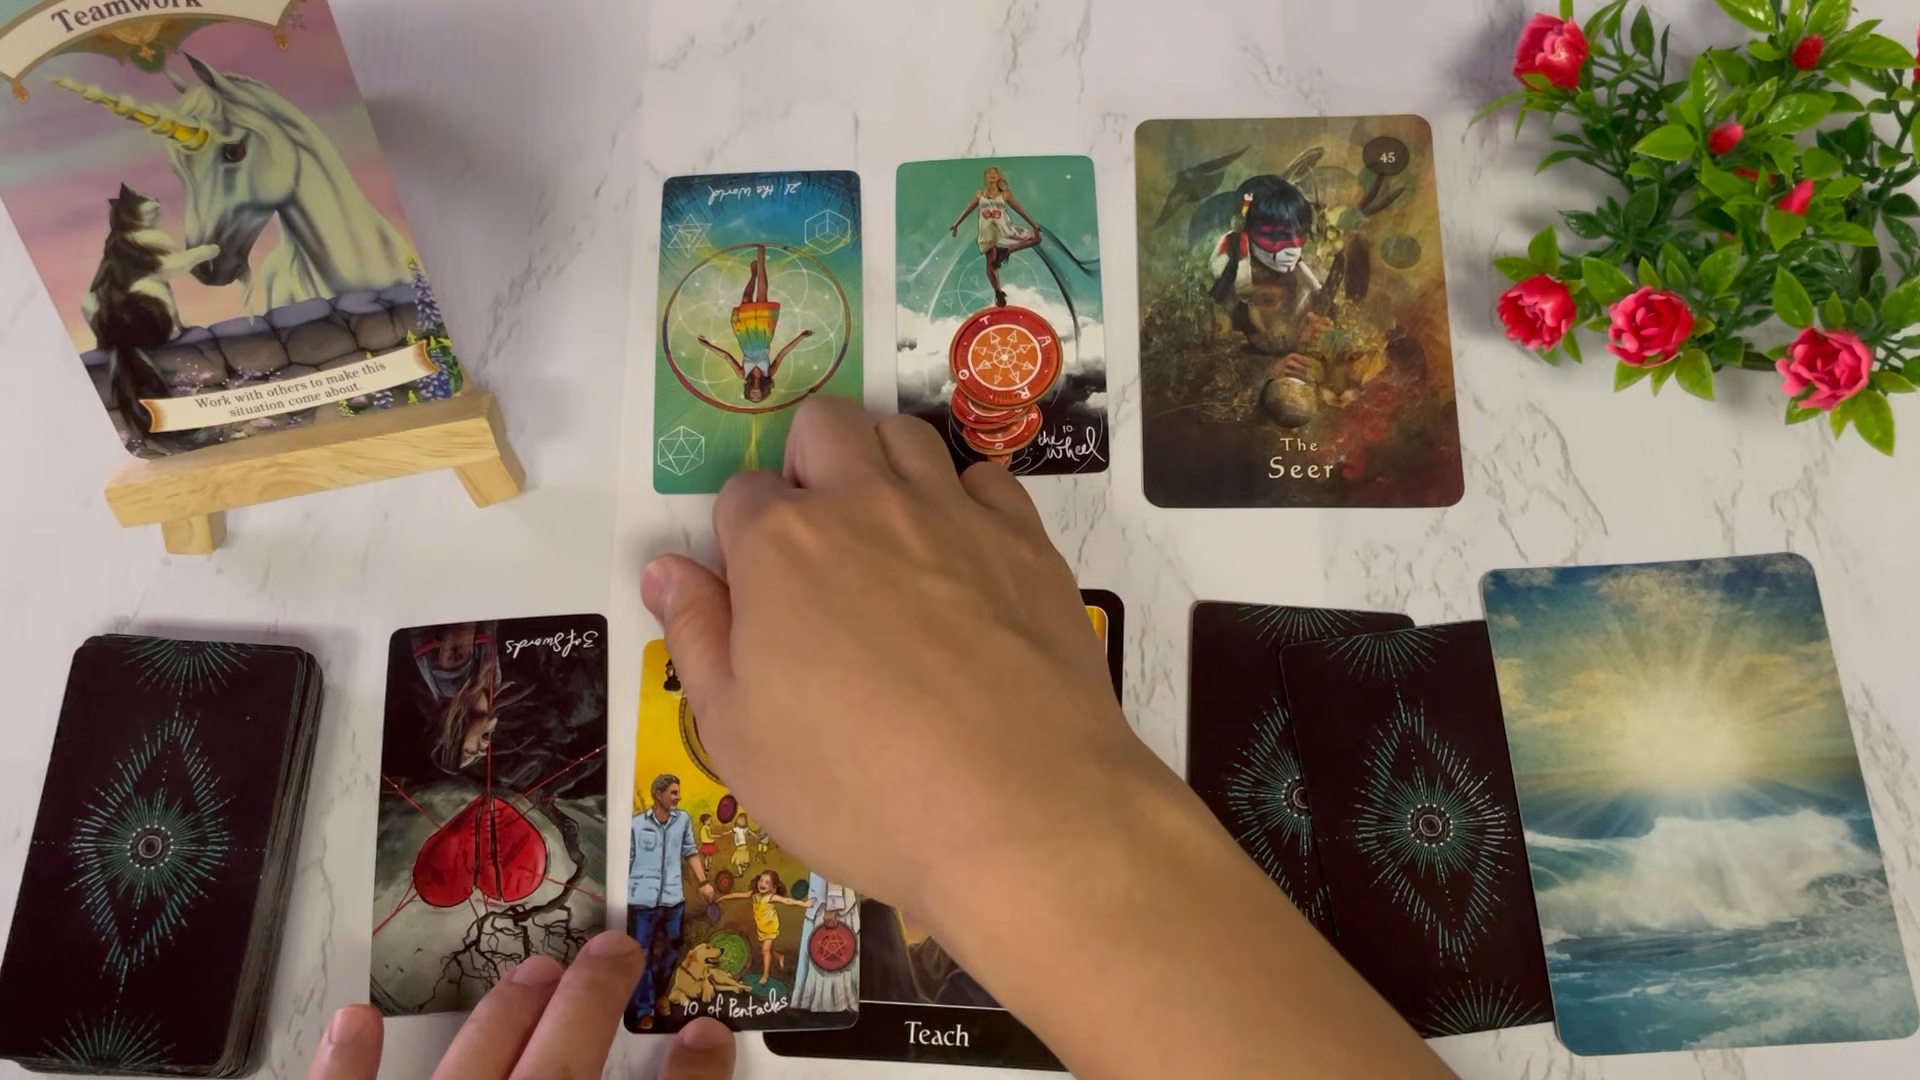 Teamwork
Work with others to make this
situation come about.
21 the World
the 10
wheel
45
The
Seer
3 of Swords
10 of Pentacles
Teach